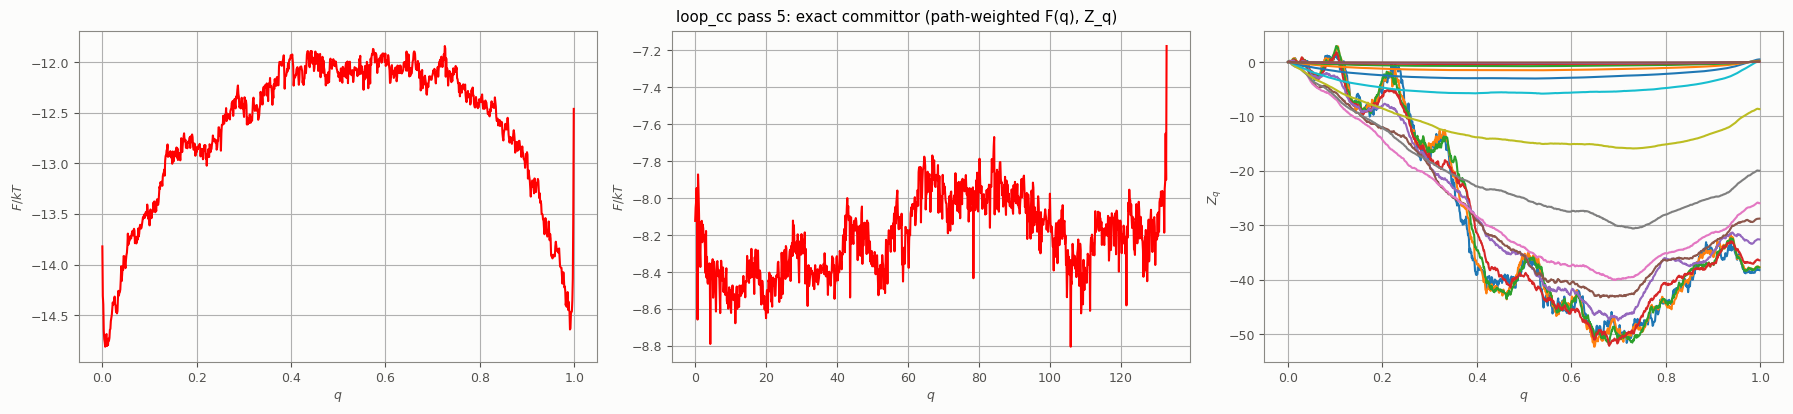 loop_cc pass 5: exact committor (path-weighted F(q), Z_q)
F/kT
−12.0
−12.5
−13.0
−13.5
−14.0
−14.5
0.0 0.2 0.4 0.6 0.8 1.0
q
F/kT
−7.2
−7.4
−7.6
−7.8
−8.0
−8.2
−8.4
−8.6
−8.8
0 20 40 60 80 100 120
q
Z_q
0
−10
−20
−30
−40
−50
0.0 0.2 0.4 0.6 0.8 1.0
q